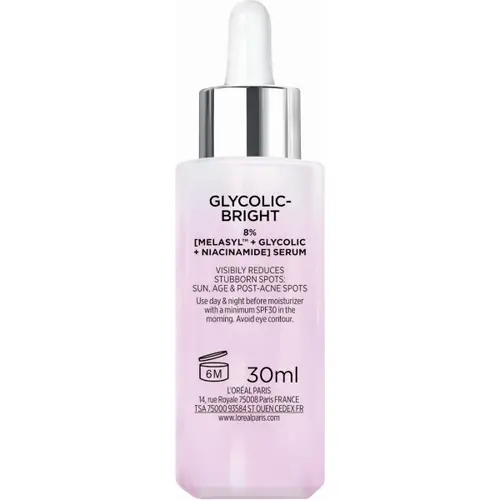 GLYCOLIC-
BRIGHT
8%
[MELASYL™ + GLYCOLIC
+ NIACINAMIDE] SERUM
VISIBILY REDUCES
STUBBORN SPOTS:
SUN, AGE & POST-ACNE SPOTS
Use day & night before moisturizer
with a minimum SPF30 in the
morning. Avoid eye contour.
6M
30ml
L'ORÉAL PARIS
14, rue Royale 75008 Paris FRANCE
TSA 75000 93584 ST OUEN CEDEX FR
www.lorealparis.com